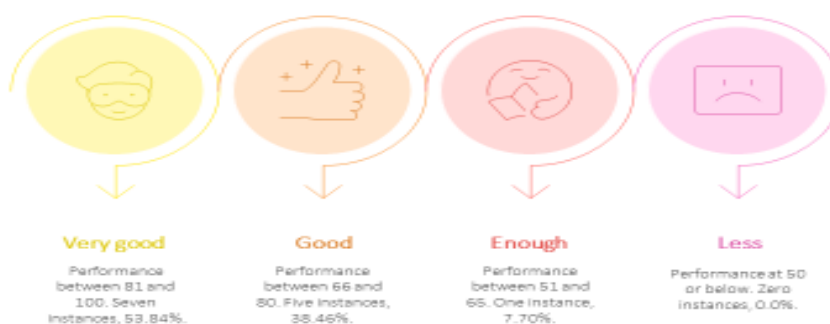 Very good
Performance
between 81 and
100. Seven
instances, 53.84%.
Good
Performance
between 66 and
80. Five instances,
38.46%.
Enough
Performance
between 51 and
65. One instance,
7.70%.
Less
Performance at 50
or below. Zero
instances, 0.0%.